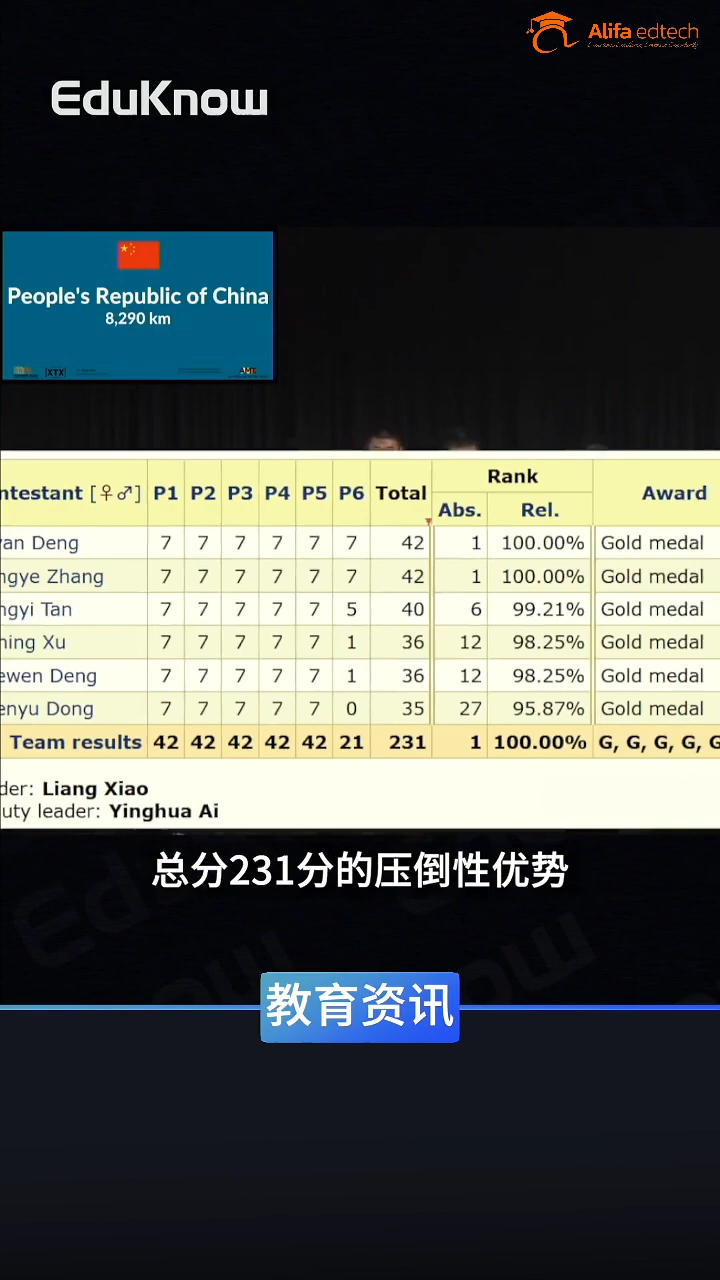 Alifa edtech
EduKnow
People's Republic of China
8,290 km
[XTX]
ntestant [♀♂] P1 P2 P3 P4 P5 P6 Total Rank Abs. Rel. Award
an Deng 7 7 7 7 7 7 42 1 100.00% Gold medal
ngye Zhang 7 7 7 7 7 7 42 1 100.00% Gold medal
ngyi Tan 7 7 7 7 7 5 40 6 99.21% Gold medal
ning Xu 7 7 7 7 7 1 36 12 98.25% Gold medal
ewen Deng 7 7 7 7 7 1 36 12 98.25% Gold medal
enyu Dong 7 7 7 7 7 0 35 27 95.87% Gold medal
Team results 42 42 42 42 42 21 231 1 100.00% G, G, G, G, G
der: Liang Xiao
uty leader: Yinghua Ai
总分231分的压倒性优势
教育资讯